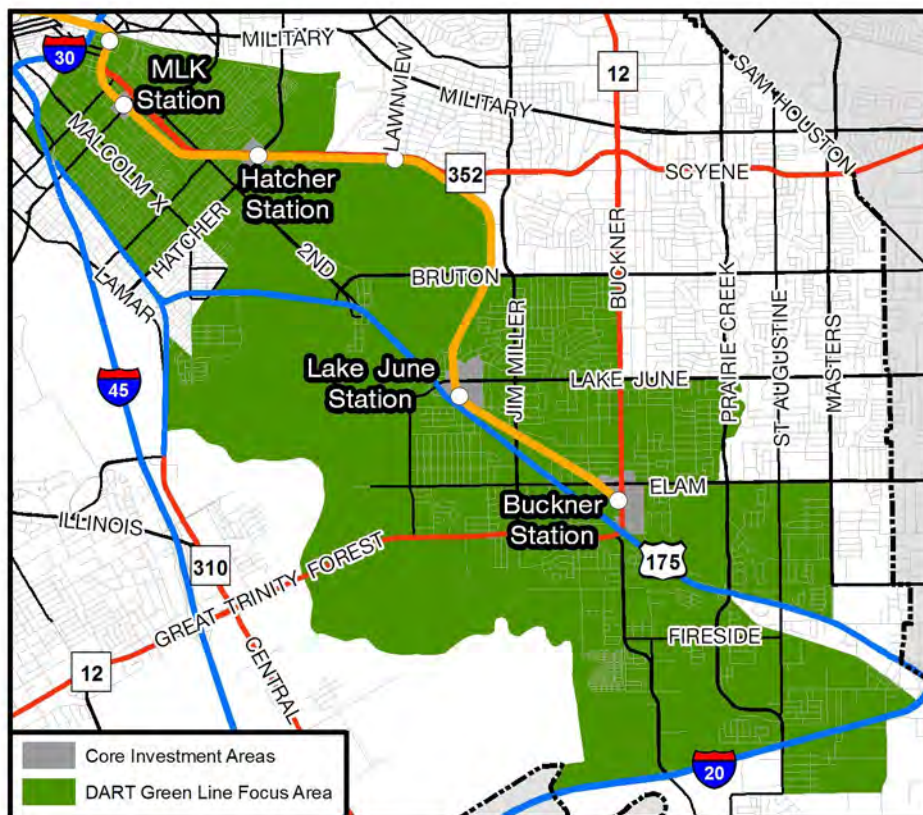 MILITARY
30
12
SAM HOUSTON
MLK
Station
LAWNVIEW
MILITARY
MALCOLM X
352
SCYENE
Hatcher
Station
HATCHER
2ND
BUCKNER
BRUTON
LAMAR
JIM MILLER
PRAIRIE CREEK
ST AUGUSTINE
MASTERS
Lake June
Station
LAKE JUNE
45
ELAM
Buckner
Station
ILLINOIS
175
310
GREAT TRINITY FOREST
FIRESIDE
CENTRAL
12
Core Investment Areas
DART Green Line Focus Area
20